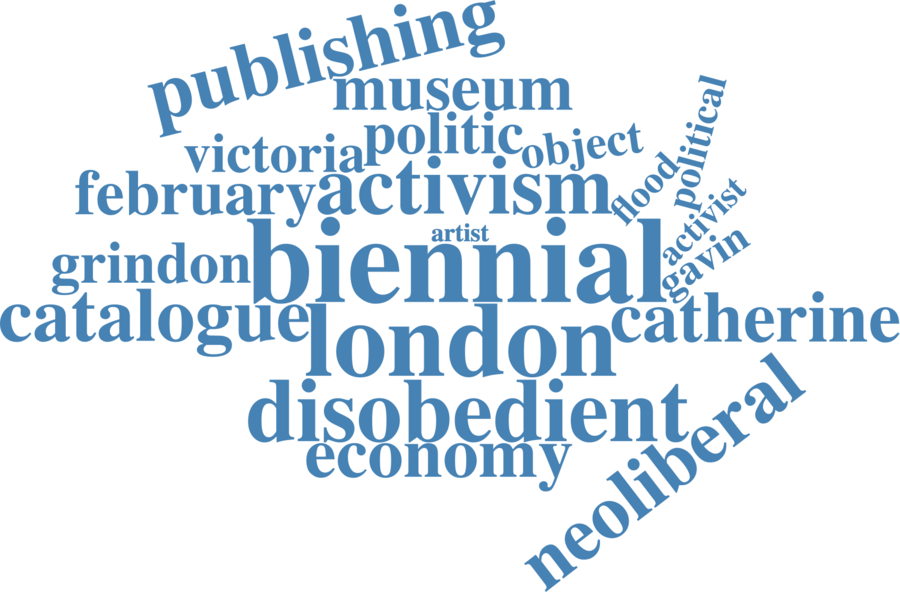 publishing
museum
politic
object
political
victoria
flood
february
activism
activist
artist
gavin
grindon
biennial
catalogue
london
catherine
disobedient
economy
neoliberal